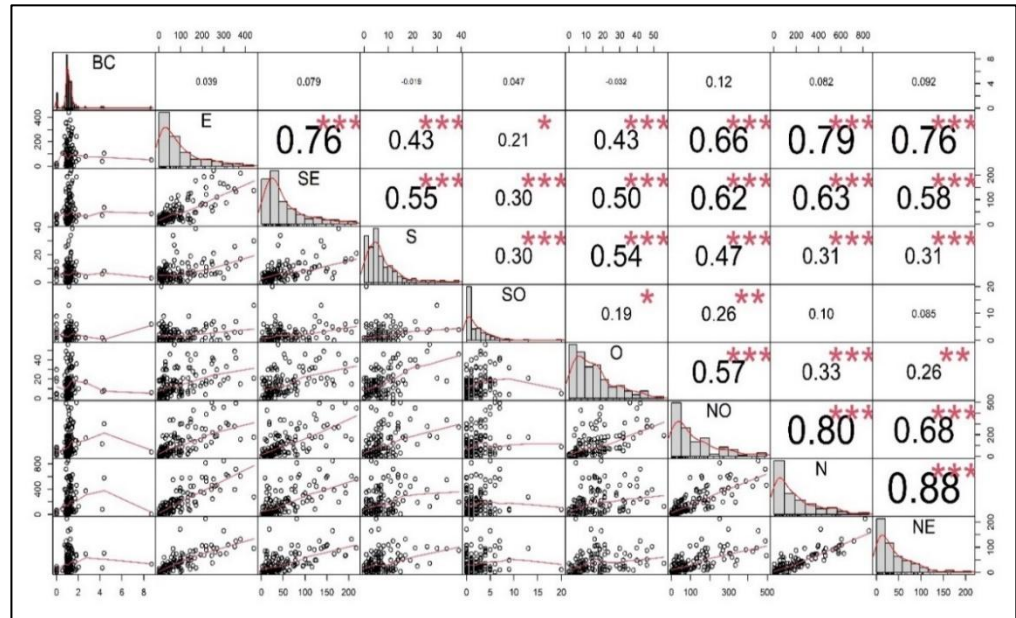 0 100 200 300 400 0 10 20 30 40 0 10 20 30 40 50 0 200 400 600 800
BC 0.039 0.079 -0.019 0.047 -0.032 0.12 0.082 0.092 0 4 8
0 200 400 E 0.76*** 0.43*** 0.21* 0.43*** 0.66*** 0.79*** 0.76***
SE 0.55*** 0.30*** 0.50*** 0.62*** 0.63*** 0.58*** 0 100 200
0 20 40 S 0.30*** 0.54*** 0.47*** 0.31*** 0.31***
SO 0.19* 0.26** 0.10 0.085 0 5 10 20
0 20 40 O 0.57*** 0.33*** 0.26**
NO 0.80*** 0.68*** 0 200 500
0 400 800 N 0.88***
NE 0 100 200
0 2 4 6 8 0 50 100 150 200 0 5 10 15 20 0 100 200 300 400 500 0 50 100 150 200